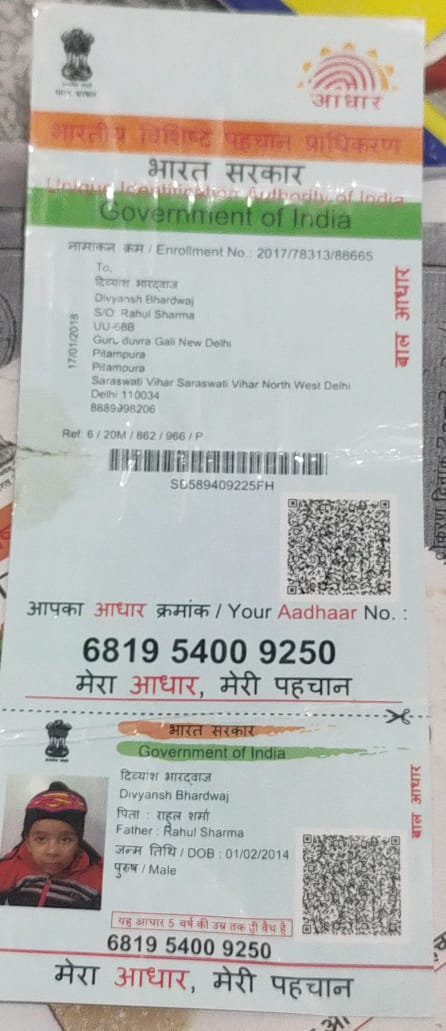 भारत सरकार
आधार
भारतीय विशिष्ट पहचान प्राधिकरण
भारत सरकार
Unique Identification Authority of India
Government of India
नामांकन क्रम / Enrollment No.: 2017/78313/88665
To,
दिव्यांश भारद्वाज
Divyansh Bhardwaj
S/O: Rahul Sharma
UU-68B
Guru duvra Gali New Delhi
Pitampura
Pitampura
Saraswati Vihar Saraswati Vihar North West Delhi
Delhi 110034
8889998206
17/01/2018
बाल आधार
Ref: 6 / 20M / 862 / 966 / P
SD589409225FH
आपका आधार क्रमांक / Your Aadhaar No. :
6819 5400 9250
मेरा आधार, मेरी पहचान
भारत सरकार
Government of India
दिव्यांश भारद्वाज
Divyansh Bhardwaj
पिता : राहुल शर्मा
Father : Rahul Sharma
जन्म तिथि / DOB : 01/02/2014
पुरुष / Male
बाल आधार
यह आधार 5 वर्ष की उम्र तक ही वैध है
6819 5400 9250
मेरा आधार, मेरी पहचान